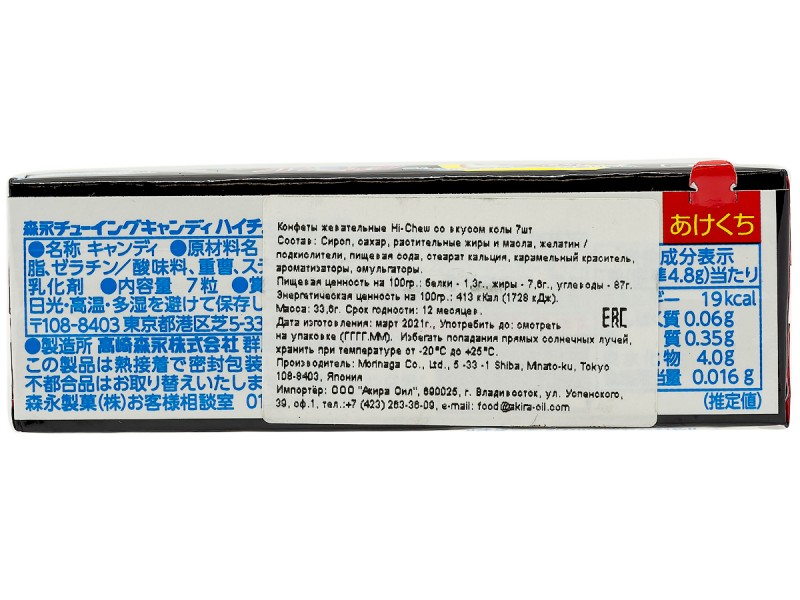 森永チューイングキャンディ ハイチ
●名称 キャンディ ●原材料名
脂、ゼラチン／酸味料、重曹、ステ
乳化剤 ●内容量 7粒 ●賞
日光・高温・多湿を避けて保存し
〒108-8403 東京都港区芝5-33
●製造所 高崎森永株式会社 群
この製品は熱接着で密封包装
不都合品はお取り替えいたしま
森永製菓(株)お客様相談室 01
Конфеты жевательные Hi-Chew со вкусом колы 7шт
Состав: Сироп, сахар, растительные жиры и масла, желатин /
подкислители, пищевая сода, стеарат кальция, карамельный краситель,
ароматизаторы, эмульгаторы.
Пищевая ценность на 100гр.: белки - 1,3г., жиры - 7,6г., углеводы - 87г.
Энергетическая ценность на 100гр.: 413 кКал (1728 кДж).
Масса: 33,6г. Срок годности: 12 месяцев.
Дата изготовления: март 2021г., Употребить до: смотреть
на упаковке (ГГГГ.ММ). Избегать попадания прямых солнечных лучей,
хранить при температуре от -20°C до +25°C.
Производитель: Morinaga Co., Ltd., 5 -33 -1 Shiba, Minato-ku, Tokyo
108-8403, Япония
Импортёр: ООО "Акира Оил", 690025, г. Владивосток, ул. Успенского,
39, оф.1, тел.:+7 (423) 263-36-09, e-mail: food@akira-oil.com
EAC
あけくち
成分表示
4.8g)当たり
ギー 19kcal
質 0.06g
質 0.35g
物 4.0g
当量 0.016g
(推定値)